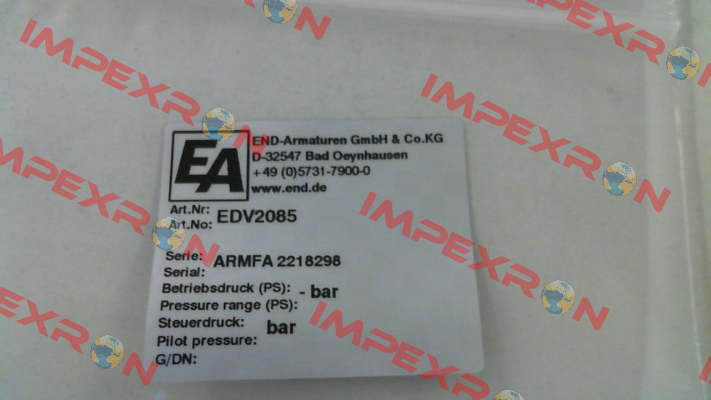 IMPEXRON
IMPEXRON
IMPEXRON
IMPEXRON
IMPEXRON
IMPEXRON
IMPEXRON
IMPEXRON
EA
END-Armaturen GmbH & Co.KG
D-32547 Bad Oeynhausen
+49 (0)5731-7900-0
www.end.de
Art.Nr:
Art.No:
EDV2085
Serie:
Serial:
ARMFA 2218298
Betriebsdruck (PS):
Pressure range (PS):
- bar
Steuerdruck:
Pilot pressure:
bar
G/DN: